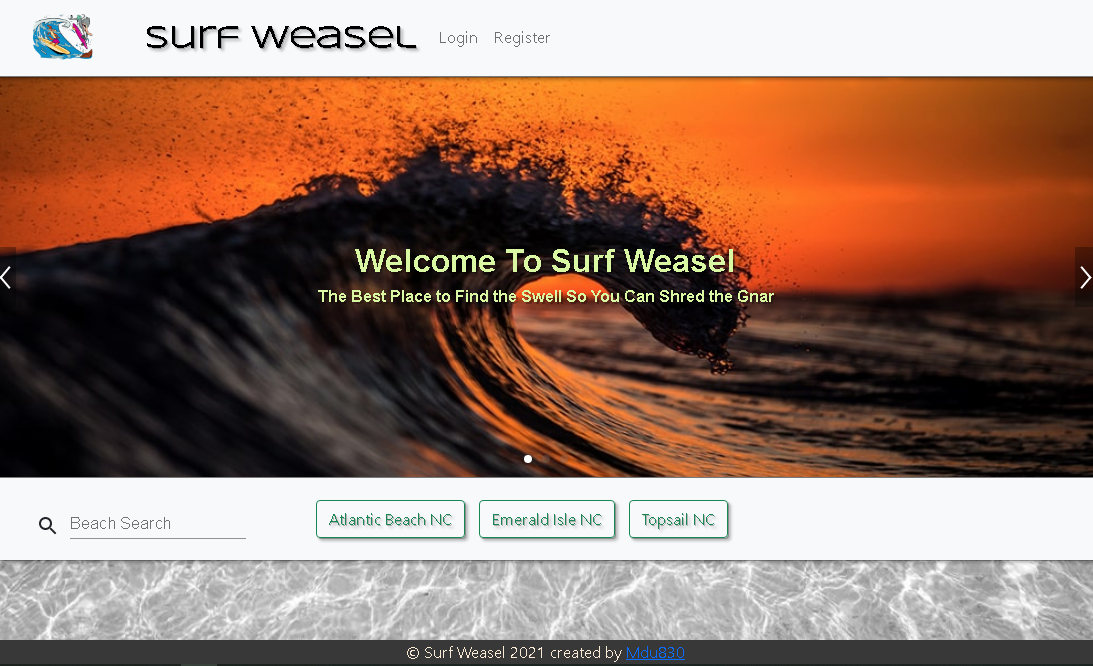 Surf Weasel Login Register
Welcome To Surf Weasel
The Best Place to Find the Swell So You Can Shred the Gnar
Beach Search
Atlantic Beach NC Emerald Isle NC Topsail NC
© Surf Weasel 2021 created by Mdu830